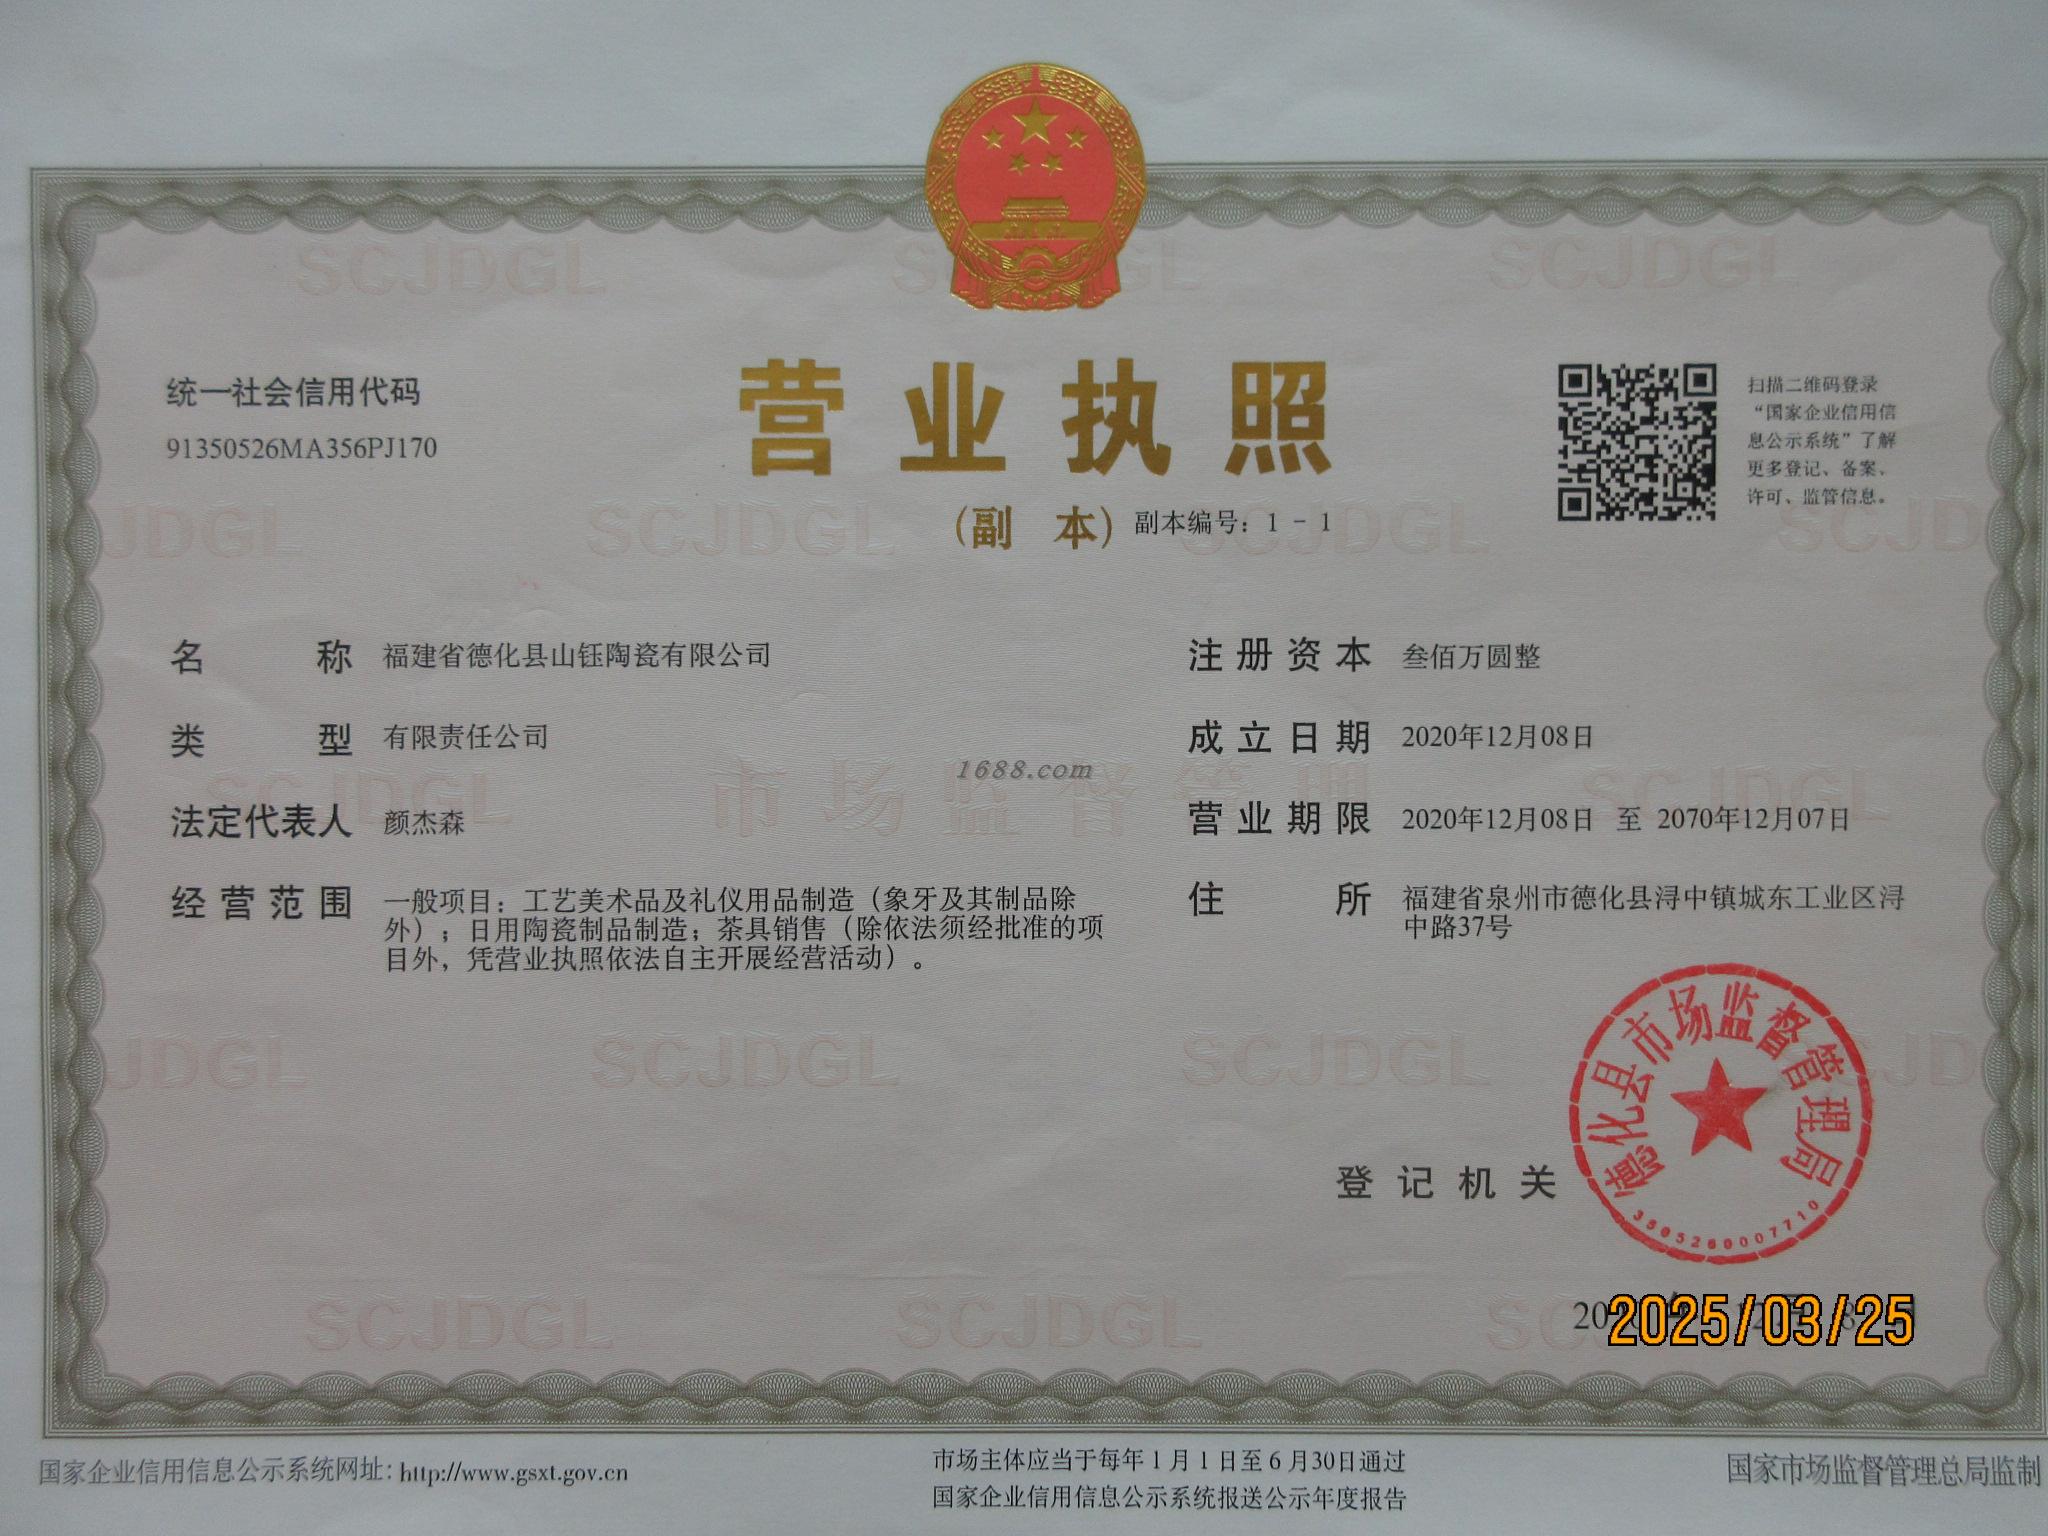 统一社会信用代码
91350526MA356PJ170
营业执照
(副 本) 副本编号：1-1
扫描二维码登录
“国家企业信用信
息公示系统”了解
更多登记、备案、
许可、监管信息。
名称 福建省德化县山钰陶瓷有限公司
类型 有限责任公司
法定代表人 颜杰森
经营范围 一般项目：工艺美术品及礼仪用品制造（象牙及其制品除
外）；日用陶瓷制品制造；茶具销售（除依法须经批准的项
目外，凭营业执照依法自主开展经营活动）。
注册资本 叁佰万圆整
成立日期 2020年12月08日
营业期限 2020年12月08日 至 2070年12月07日
住所 福建省泉州市德化县浔中镇城东工业区浔
中路37号
1688.com
市场监督管理
SCJDGL
登记机关
德化县市场监督管理局
2025/03/25
国家企业信用信息公示系统网址：http://www.gsxt.gov.cn
市场主体应当于每年1月1日至6月30日通过
国家企业信用信息公示系统报送公示年度报告
国家市场监督管理总局监制